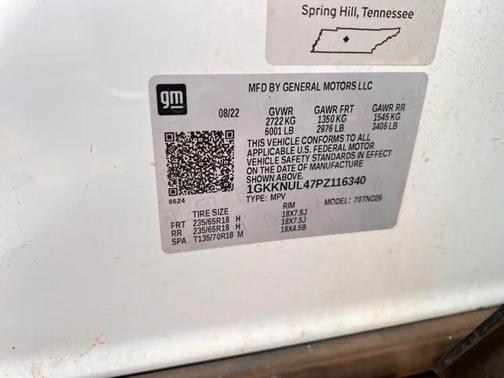 Spring Hill, Tennessee
gm
MFD BY GENERAL MOTORS LLC
08/22 GVWR GAWR FRT GAWR RR
2722 KG 1350 KG 1545 KG
6001 LB 2976 LB 3406 LB
THIS VEHICLE CONFORMS TO ALL
APPLICABLE U.S. FEDERAL MOTOR
VEHICLE SAFETY STANDARDS IN EFFECT
ON THE DATE OF MANUFACTURE
SHOWN ABOVE.
1GKKNUL47PZ116340
8624 TYPE: MPV MODEL: 70TND26
TIRE SIZE RIM
FRT 235/65R18 H 18X7.5J
RR 235/65R18 H 18X7.5J
SPA T135/70R18 M 18X4.5B